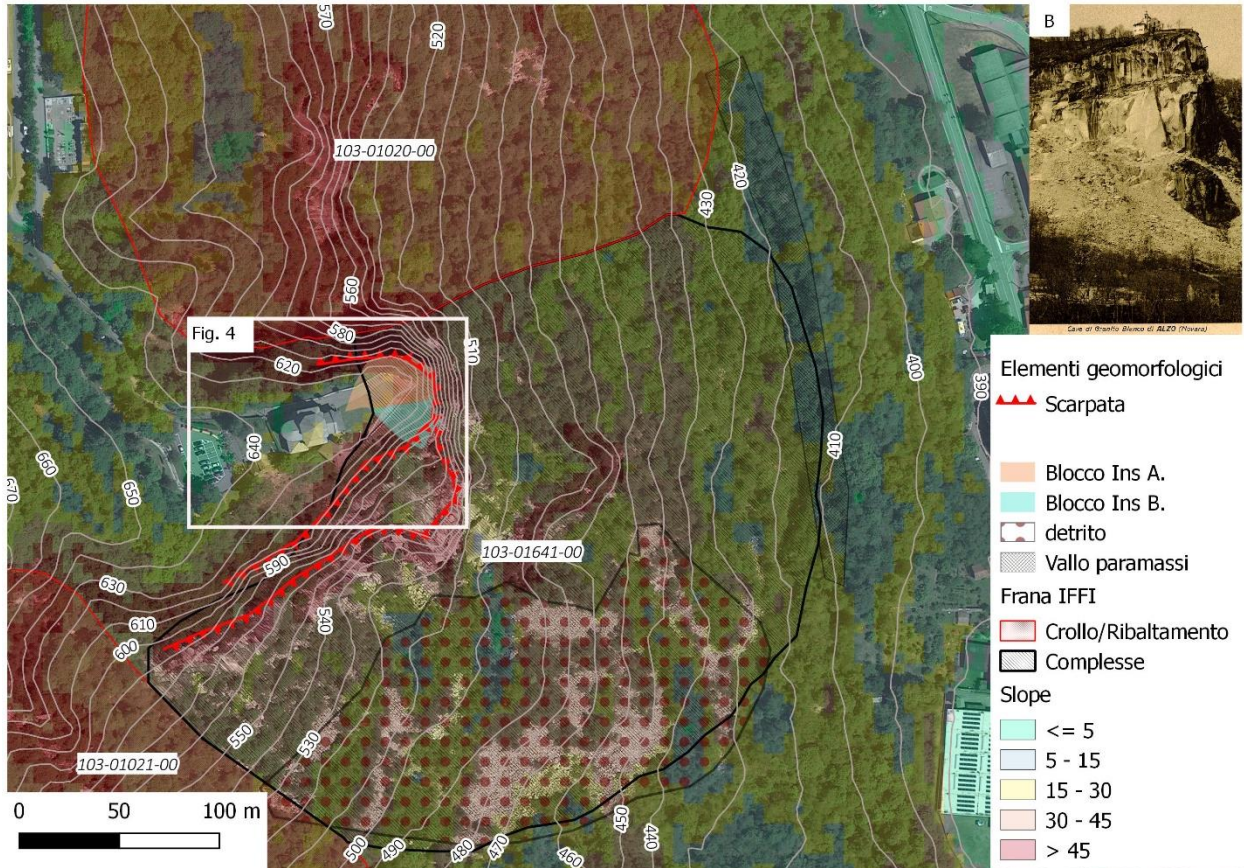 570
520
B
420
103-01020-00
430
560
Cave di Granito Bianco di ALZO (Novara)
Fig. 4
580
510
400
390
620
640
410
660
670
650
103-01641-00
590
630
540
610
600
550
530
103-01021-00
450
440
500
490
480
470
460
0 50 100 m
Elementi geomorfologici
Scarpata
Blocco Ins A.
Blocco Ins B.
detrito
Vallo paramassi
Frana IFFI
Crollo/Ribaltamento
Complesse
Slope
<= 5
5 - 15
15 - 30
30 - 45
> 45